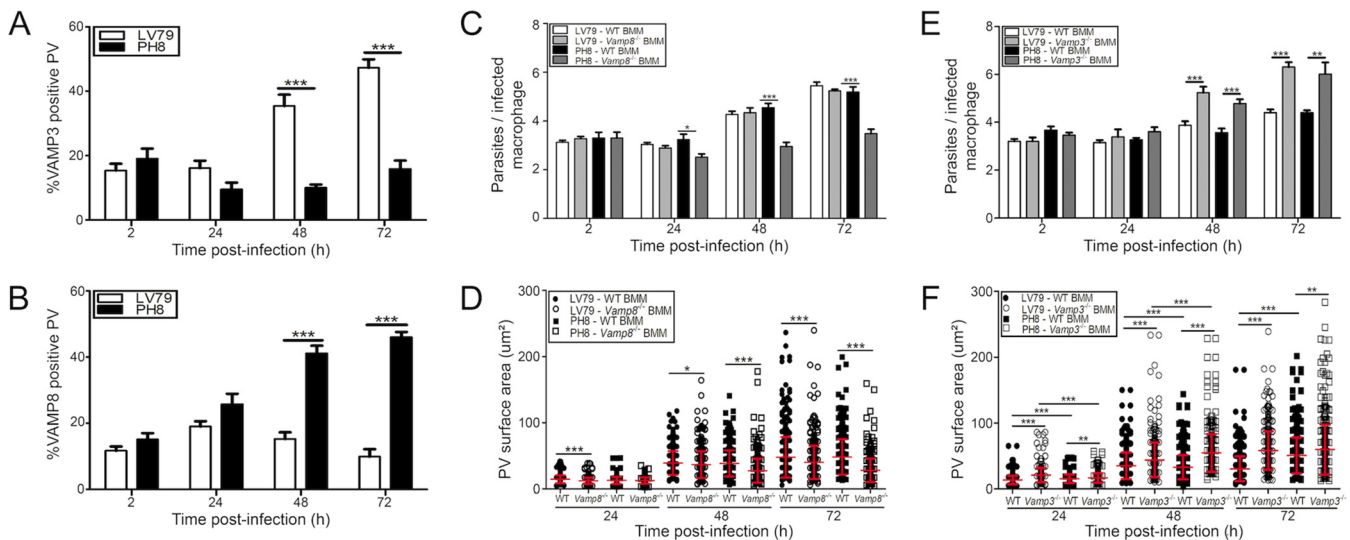 A
LV79
PH8
%VAMP3 positive PV
60
40
20
0
***
***
2
24
48
72
Time post-infection (h)
B
LV79
PH8
%VAMP8 positive PV
60
40
20
0
***
***
2
24
48
72
Time post-infection (h)
C
LV79 - WT BMM
LV79 - Vamp8-/- BMM
PH8 - WT BMM
PH8 - Vamp8-/- BMM
Parasites / infected
macrophage
8
6
4
2
0
*
***
***
2
24
48
72
Time post-infection (h)
D
LV79 - WT BMM
LV79 - Vamp8-/- BMM
PH8 - WT BMM
PH8 - Vamp8-/- BMM
PV surface area (um²)
300
200
100
0
***
*
***
***
***
WT Vamp8-/- WT Vamp8-/- WT Vamp8-/- WT Vamp8-/- WT Vamp8-/- WT Vamp8-/-
24
48
72
Time post-infection (h)
E
LV79 - WT BMM
LV79 - Vamp3-/- BMM
PH8 - WT BMM
PH8 - Vamp3-/- BMM
Parasites / infected
macrophage
8
6
4
2
0
***
***
***
**
2
24
48
72
Time post-infection (h)
F
LV79 - WT BMM
LV79 - Vamp3-/- BMM
PH8 - WT BMM
PH8 - Vamp3-/- BMM
PV surface area (um²)
300
200
100
0
***
***
***
**
***
***
***
***
***
***
**
WT Vamp3-/- WT Vamp3-/- WT Vamp3-/- WT Vamp3-/- WT Vamp3-/- WT Vamp3-/-
24
48
72
Time post-infection (h)